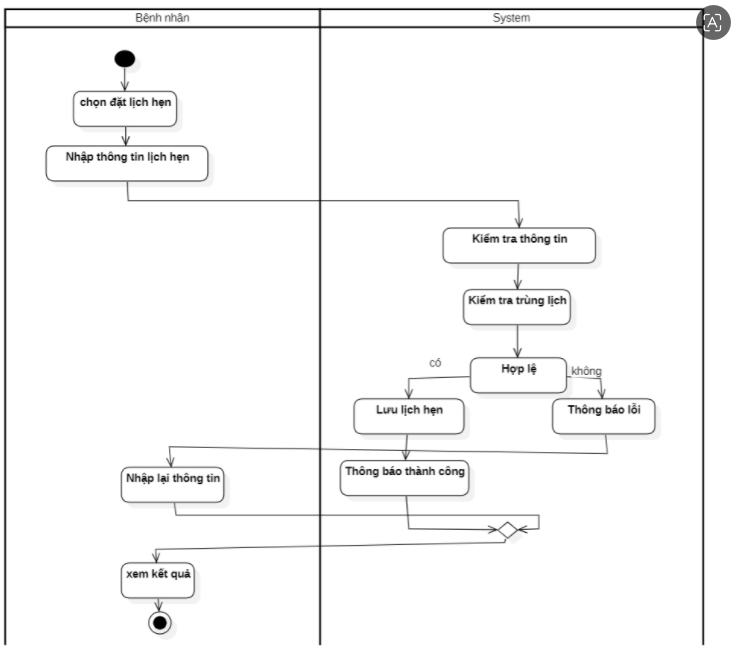 Bệnh nhân
System
chọn đặt lịch hẹn
Nhập thông tin lịch hẹn
Kiểm tra thông tin
Kiểm tra trùng lịch
Hợp lệ
có
không
Lưu lịch hẹn
Thông báo lỗi
Nhập lại thông tin
Thông báo thành công
xem kết quả
A